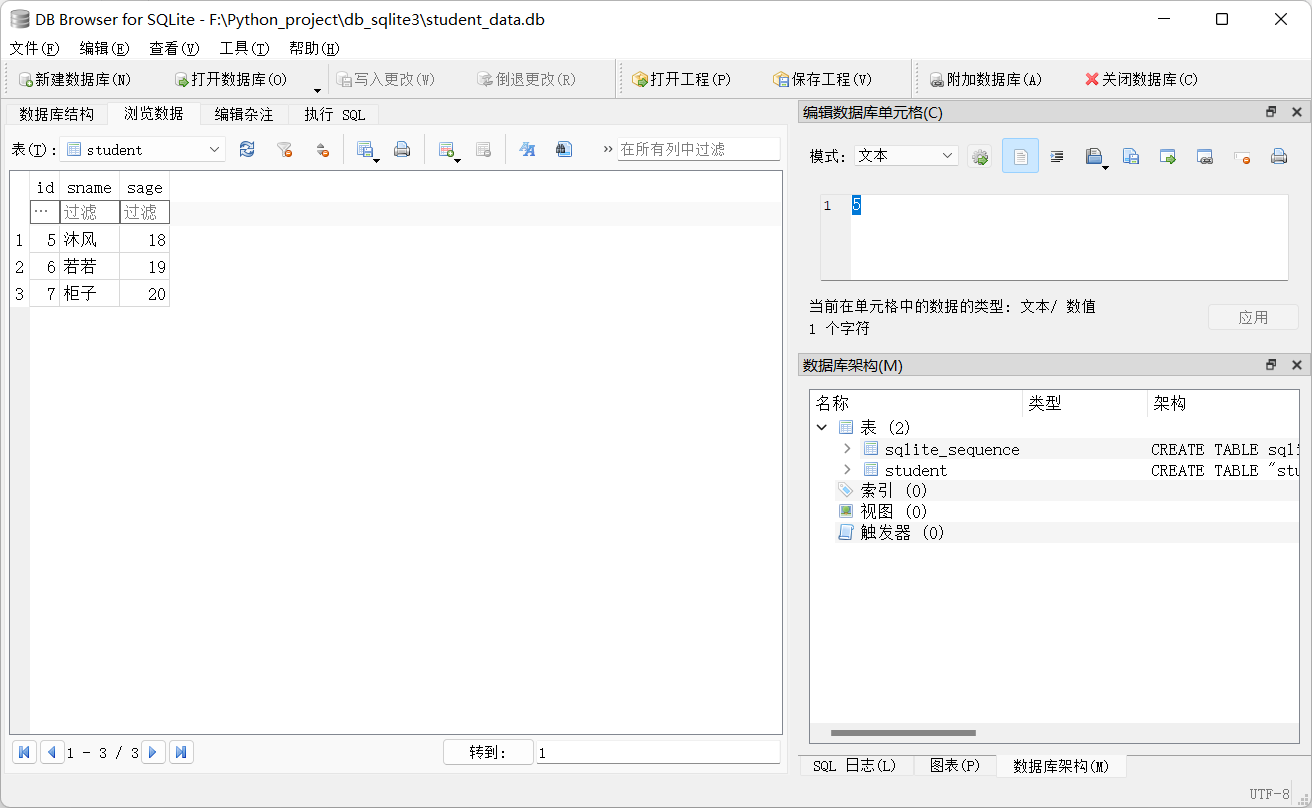 DB Browser for SQLite - F:\Python_project\db_sqlite3\student_data.db
文件(F) 编辑(E) 查看(V) 工具(T) 帮助(H)
新建数据库(N) 打开数据库(O) 写入更改(W) 倒退更改(R) 打开工程(P) 保存工程(V) 附加数据库(A) 关闭数据库(C)
数据库结构 浏览数据 编辑杂注 执行 SQL
表(T): student 在所有列中过滤
id sname sage
... 过滤 过滤
1 5 沐风 18
2 6 若若 19
3 7 柜子 20
1 - 3 / 3 转到: 1
编辑数据库单元格(C)
模式: 文本
1 5
当前在单元格中的数据的类型: 文本/ 数值
1 个字符
应用
数据库架构(M)
名称 类型 架构
表 (2)
sqlite_sequence CREATE TABLE sqli
student CREATE TABLE "stu
索引 (0)
视图 (0)
触发器 (0)
SQL 日志(L) 图表(P) 数据库架构(M)
UTF-8